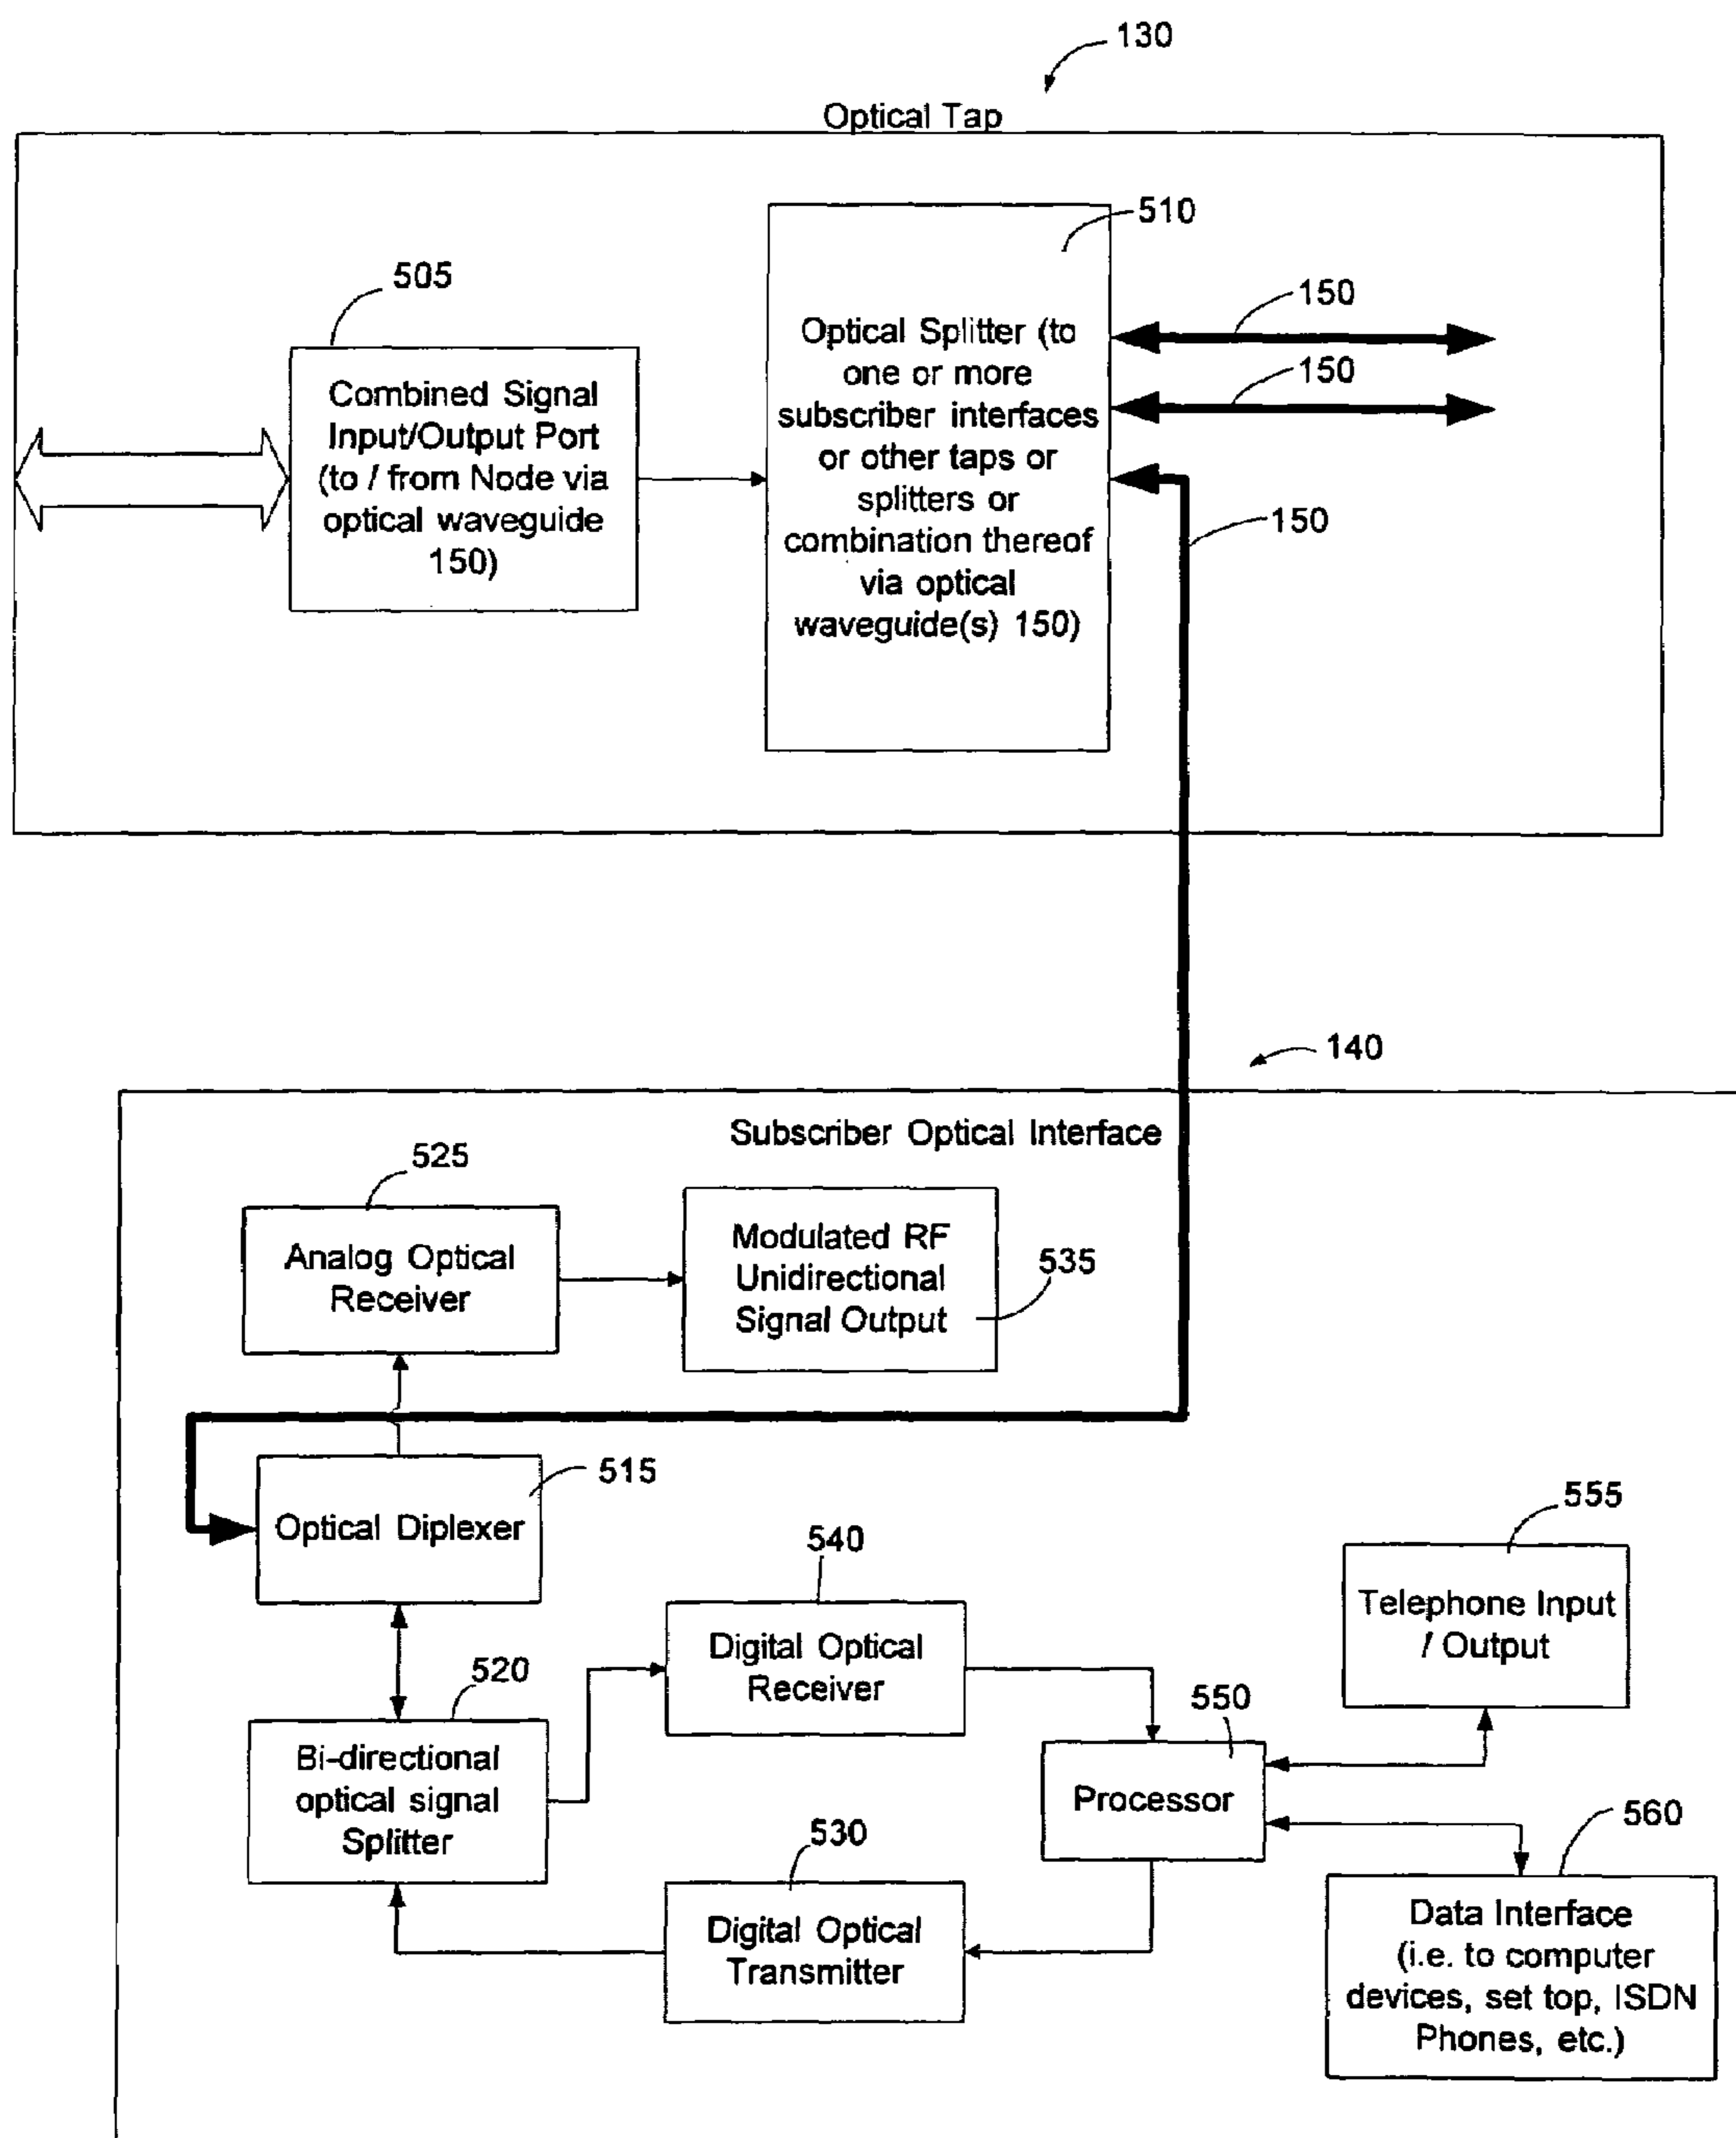 130
Optical Tap
510
505
150
Optical Splitter (to
one or more
subscriber interfaces
or other taps or
splitters or
combination thereof
via optical
waveguide(s) 150)
150
Combined Signal
Input/Output Port
(to / from Node via
optical waveguide
150)
150
140
Subscriber Optical Interface
525
Analog Optical
Receiver
Modulated RF
Unidirectional
Signal Output
535
515
Optical Diplexer
540
555
Digital Optical
Receiver
Telephone Input
/ Output
520
550
Bi-directional
optical signal
Splitter
Processor
530
560
Digital Optical
Transmitter
Data Interface
(i.e. to computer
devices, set top, ISDN
Phones, etc.)